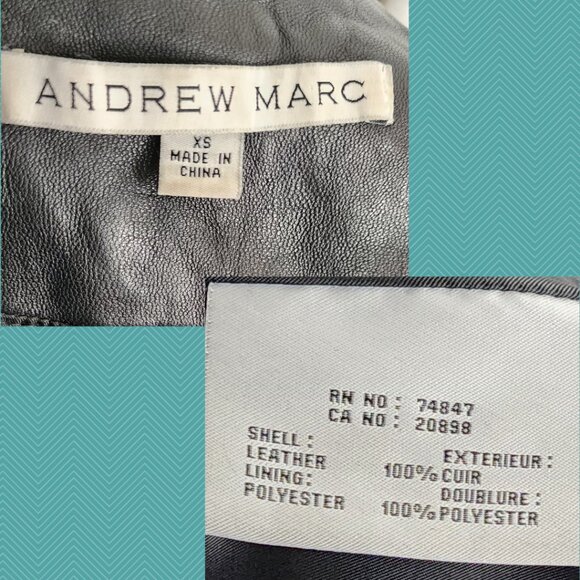 ANDREW MARC
XS
MADE IN
CHINA
RN NO : 74847
CA NO : 20898
SHELL :
LEATHER
LINING:
POLYESTER
EXTERIEUR :
100% CUIR
DOUBLURE :
100% POLYESTER